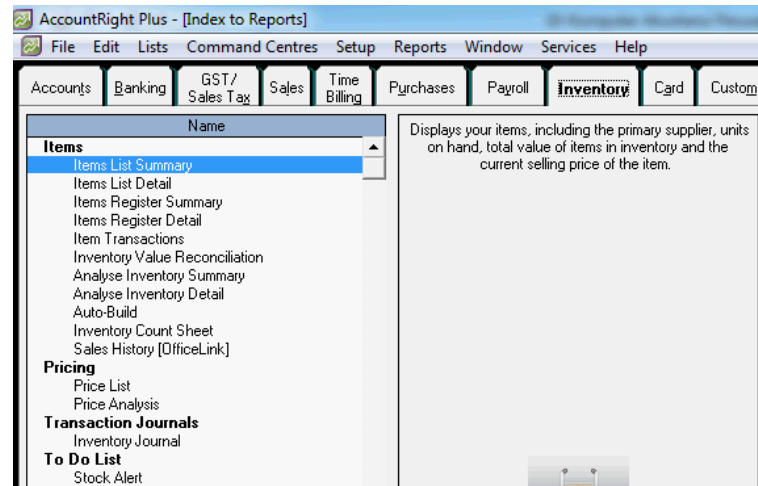 AccountRight Plus - [Index to Reports]
File Edit Lists Command Centres Setup Reports Window Services Help
Accounts Banking GST/ Sales Tax Sales Time Billing Purchases Payroll Inventory Card Custom
Name
Items
Items List Summary
Items List Detail
Items Register Summary
Items Register Detail
Item Transactions
Inventory Value Reconciliation
Analyse Inventory Summary
Analyse Inventory Detail
Auto-Build
Inventory Count Sheet
Sales History [OfficeLink]
Pricing
Price List
Price Analysis
Transaction Journals
Inventory Journal
To Do List
Stock Alert
Displays your items, including the primary supplier, units
on hand, total value of items in inventory and the
current selling price of the item.